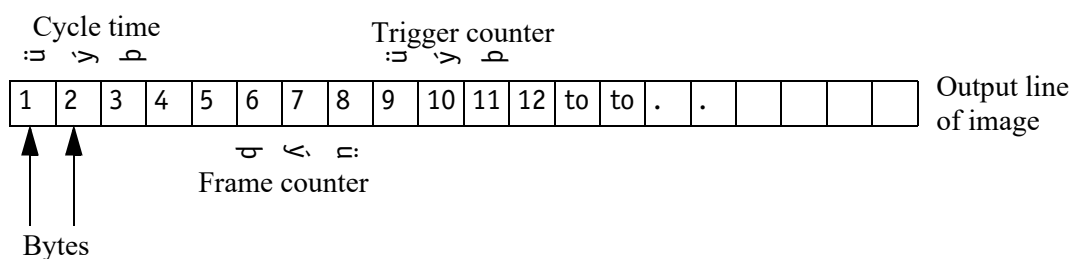 Cycle time
Trigger counter
ü ý þ
ü ý þ
1 2 3 4 5 6 7 8 9 10 11 12 to to . .
Output line
of image
þ ý ü
Frame counter
Bytes